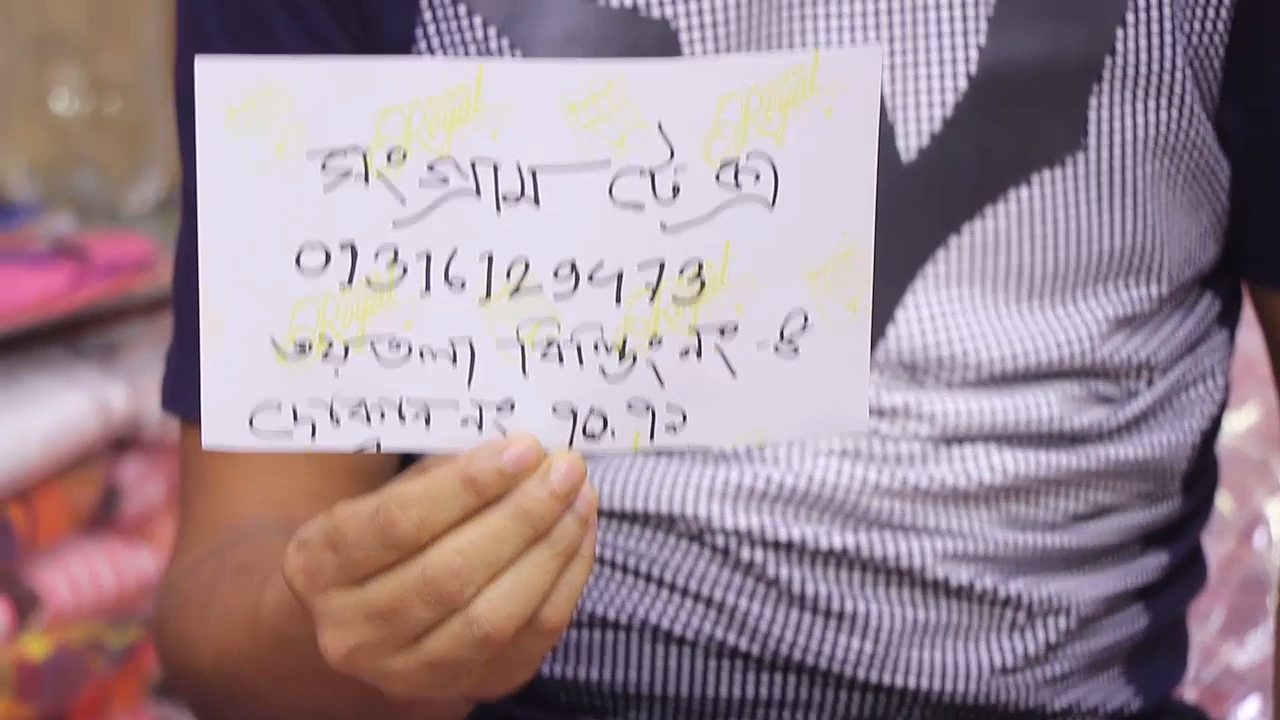 সংগ্রাম টেক্স
01316129473
৩য় তলা বিল্ডিং নং-৪
দোকান নং ৭০.৭২